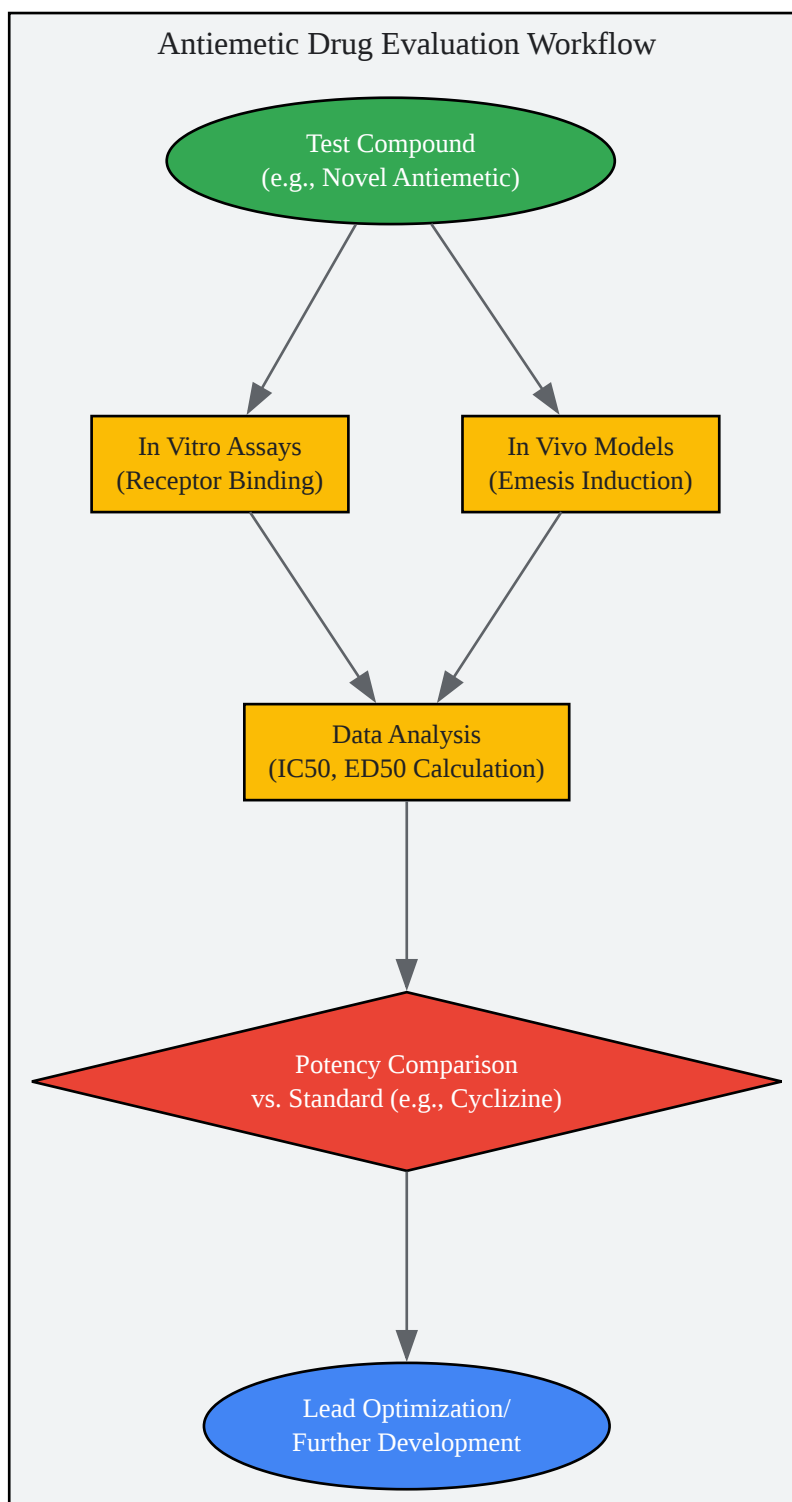 Antiemetic Drug Evaluation Workflow
Test Compound
(e.g., Novel Antiemetic)
In Vitro Assays
(Receptor Binding)
In Vivo Models
(Emesis Induction)
Data Analysis
(IC50, ED50 Calculation)
Potency Comparison
vs. Standard (e.g., Cyclizine)
Lead Optimization/
Further Development